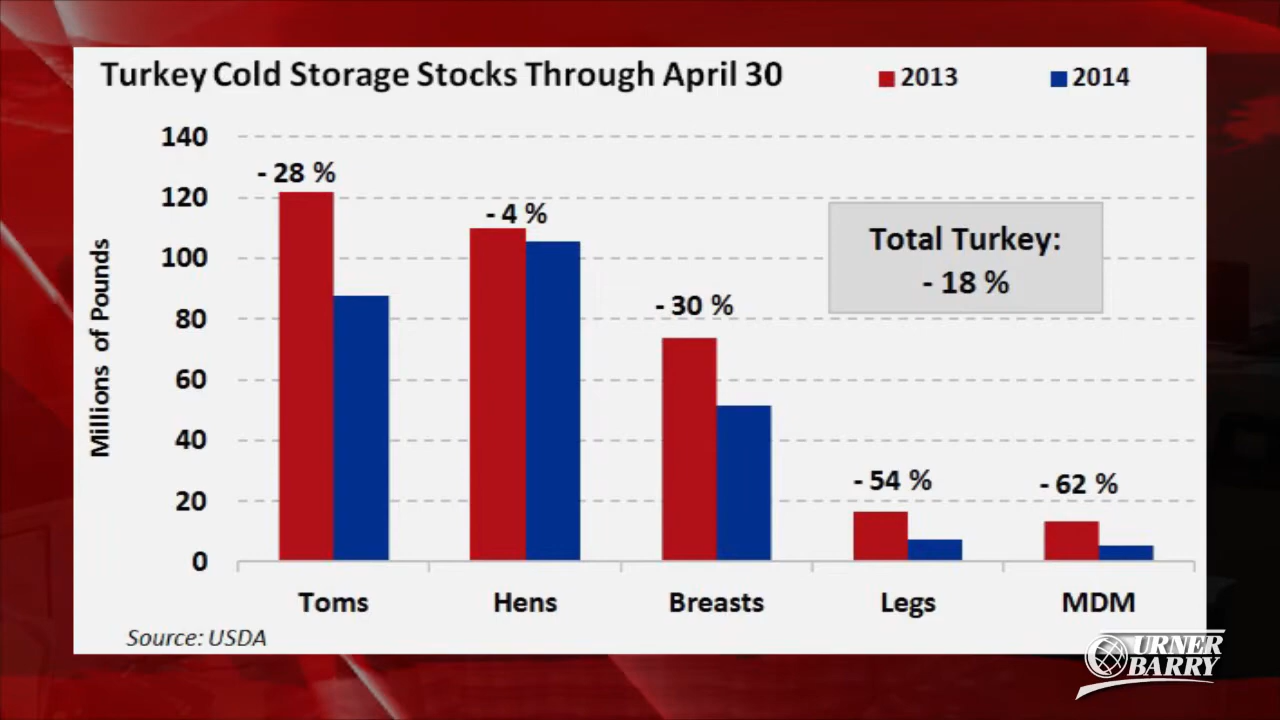 Turkey Cold Storage Stocks Through April 30
2013
2014
Millions of Pounds
140
120
100
80
60
40
20
0
- 28 %
- 4 %
- 30 %
- 54 %
- 62 %
Total Turkey:
- 18 %
Toms
Hens
Breasts
Legs
MDM
Source: USDA
URNER
BARRY